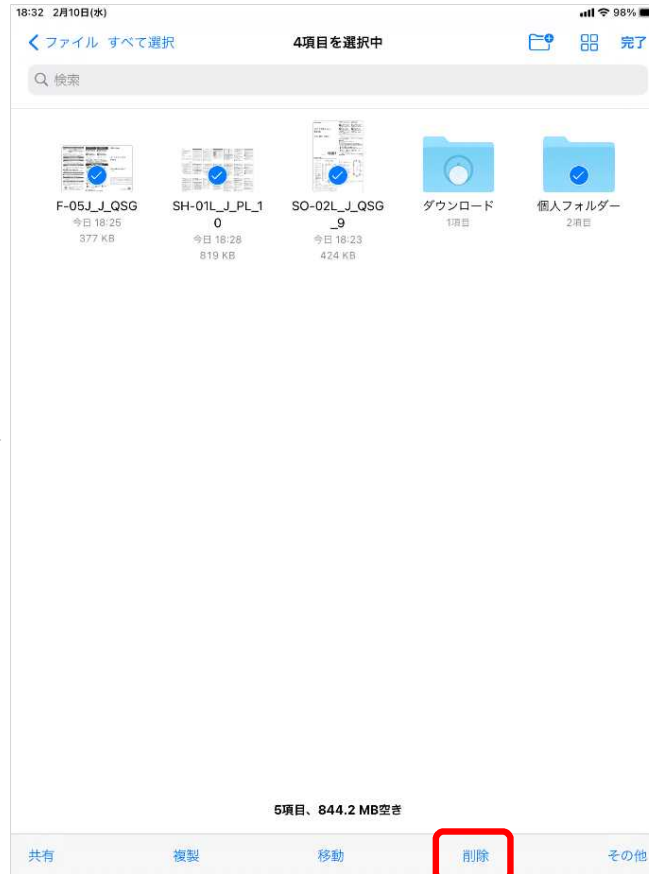 18:32 2月10日(水)
98%
ファイル すべて選択
4項目を選択中
完了
検索
F-05J_J_QSG
今日 18:25
377 KB
SH-01L_J_PL_1
0
今日 18:28
819 KB
SO-02L_J_QSG
_9
今日 18:23
424 KB
ダウンロード
1項目
個人フォルダー
2項目
5項目、844.2 MB空き
共有
複製
移動
削除
その他